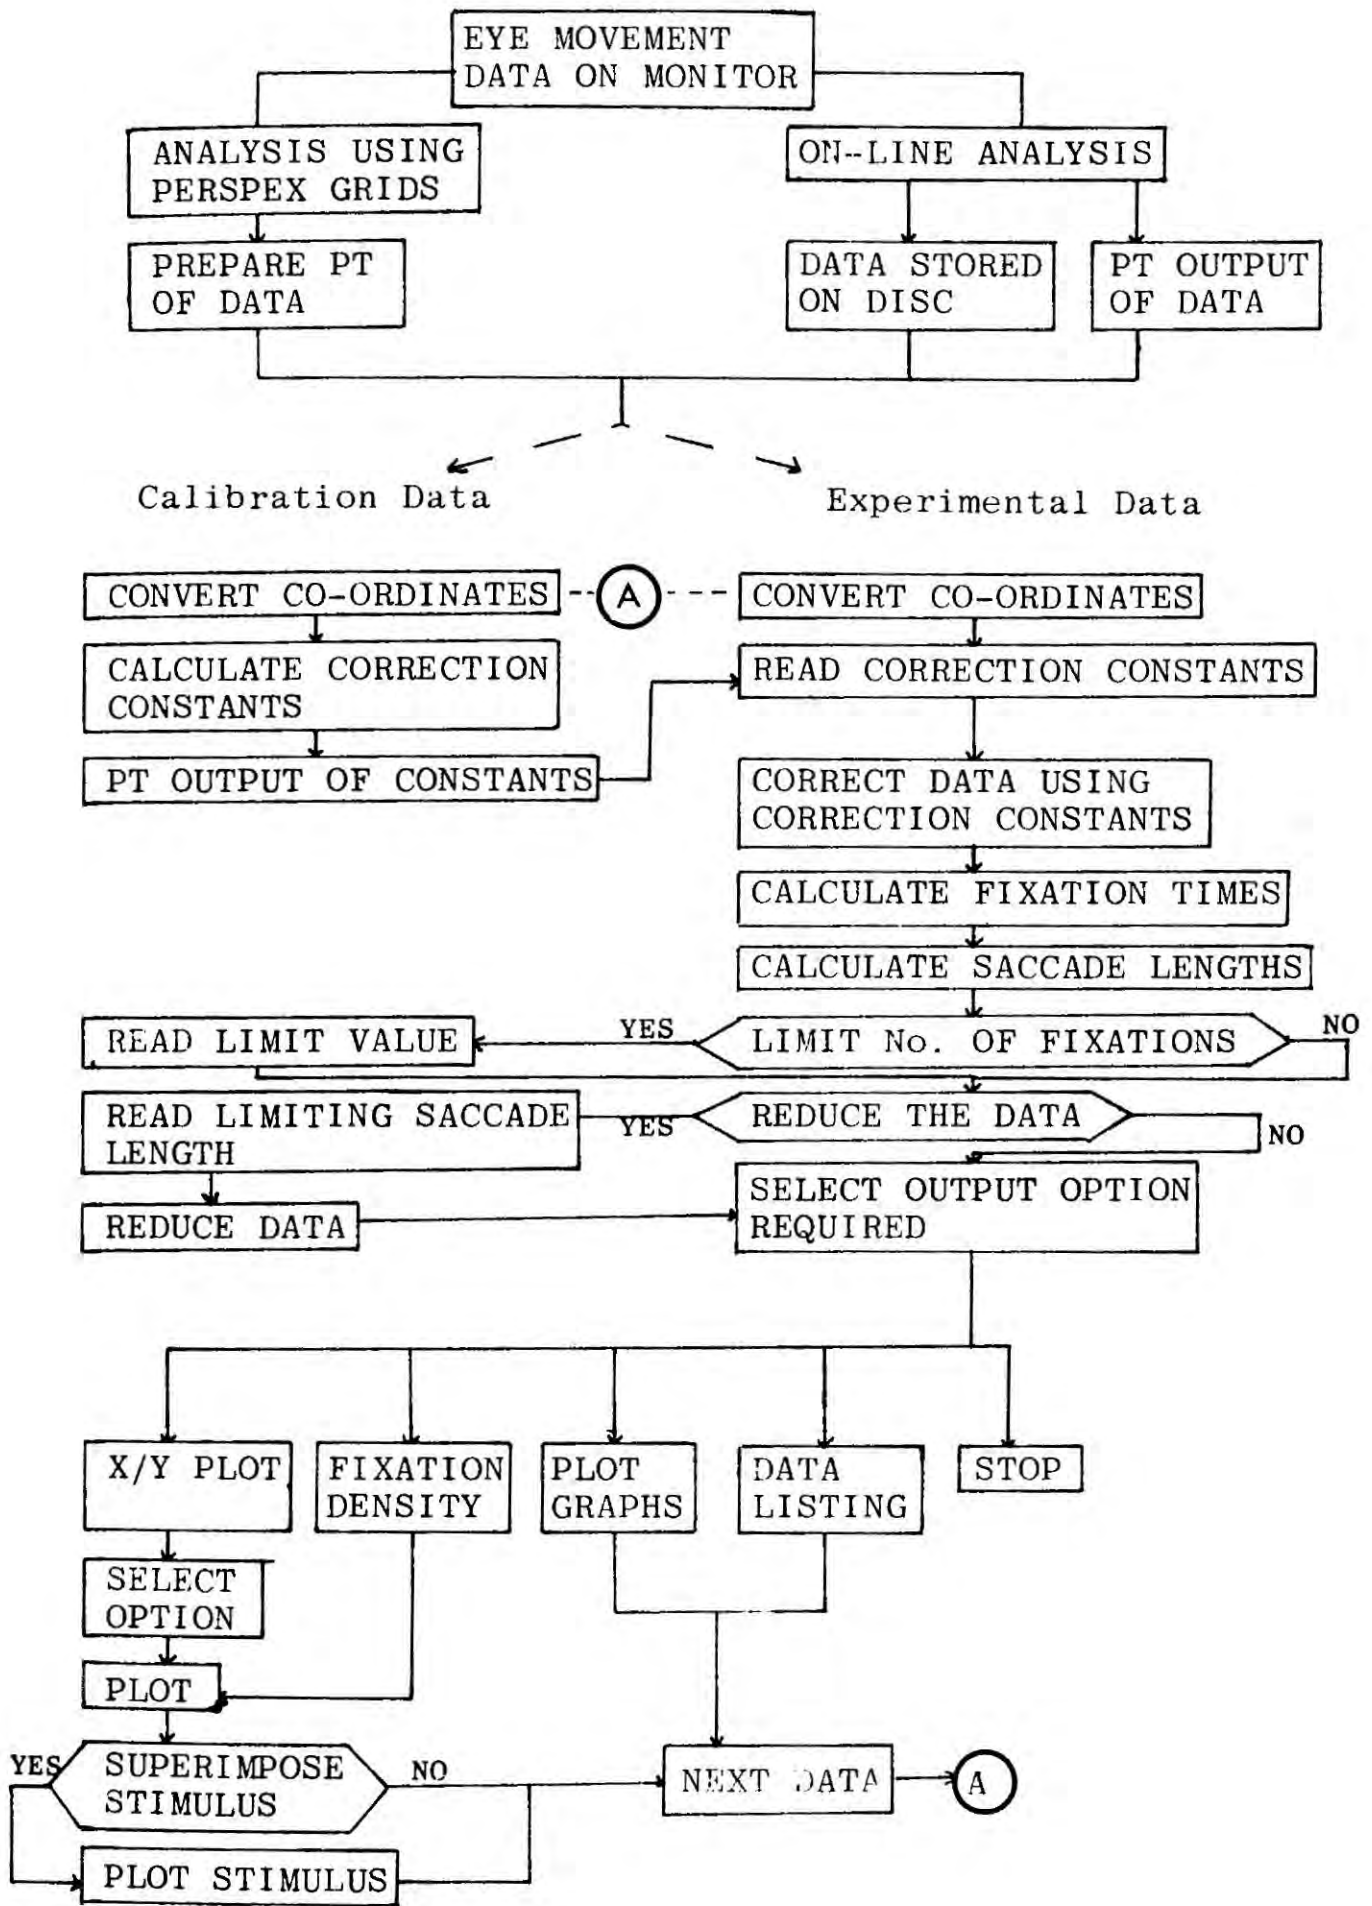 EYE MOVEMENT
DATA ON MONITOR
ANALYSIS USING
PERSPEX GRIDS
ON--LINE ANALYSIS
PREPARE PT
OF DATA
DATA STORED
ON DISC
PT OUTPUT
OF DATA
Calibration Data
Experimental Data
CONVERT CO-ORDINATES
A
CONVERT CO-ORDINATES
CALCULATE CORRECTION
CONSTANTS
READ CORRECTION CONSTANTS
PT OUTPUT OF CONSTANTS
CORRECT DATA USING
CORRECTION CONSTANTS
CALCULATE FIXATION TIMES
CALCULATE SACCADE LENGTHS
READ LIMIT VALUE
YES
LIMIT No. OF FIXATIONS
NO
READ LIMITING SACCADE
LENGTH
YES
REDUCE THE DATA
NO
REDUCE DATA
SELECT OUTPUT OPTION
REQUIRED
X/Y PLOT
FIXATION
DENSITY
PLOT
GRAPHS
DATA
LISTING
STOP
SELECT
OPTION
PLOT
YES
SUPERIMPOSE
STIMULUS
NO
NEXT DATA
A
PLOT STIMULUS